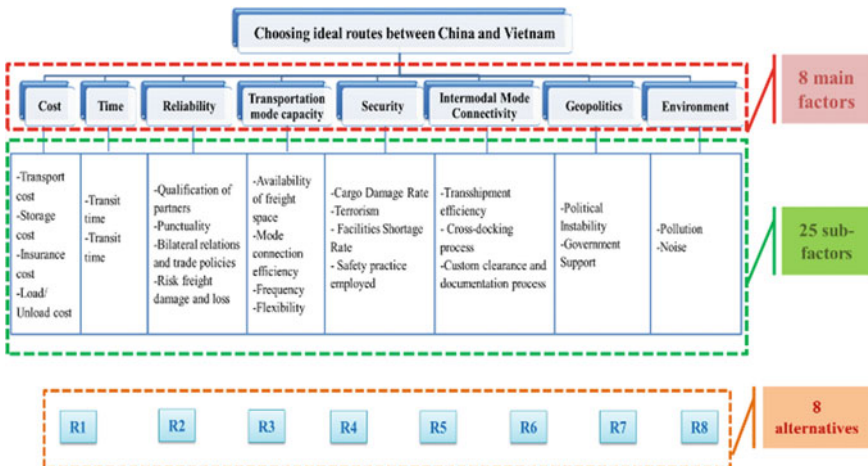 Choosing ideal routes between China and Vietnam
Cost
Time
Reliability
Transportation
mode capacity
Security
Intermodal Mode
Connectivity
Geopolitics
Environment
8 main
factors
-Transport
cost
-Storage
cost
-Insurance
cost
-Load/
Unload cost
-Transit
time
-Transit
time
-Qualification of
partners
-Punctuality
-Bilateral relations
and trade policies
-Risk freight
damage and loss
-Availability
of freight
space
-Mode
connection
efficiency
-Frequency
-Flexibility
-Cargo Damage Rate
-Terrorism
- Facilities Shortage
Rate
- Safety practice
employed
-Transshipment
efficiency
- Cross-docking
process
-Custom clearance and
documentation process
-Political
Instability
-Government
Support
-Pollution
-Noise
25 sub-
factors
R1
R2
R3
R4
R5
R6
R7
R8
8
alternatives